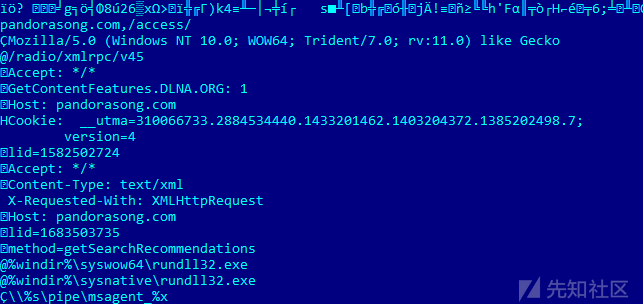 pandorasong.com,/access/
ÇMozilla/5.0 (Windows NT 10.0; WOW64; Trident/7.0; rv:11.0) like Gecko
@/radio/xmlrpc/v45
Accept: */*
GetContentFeatures.DLNA.ORG: 1
Host: pandorasong.com
HCookie:  __utma=310066733.2884534440.1433201462.1403204372.1385202498.7;
version=4
lid=1582502724
Accept: */*
Content-Type: text/xml
X-Requested-With: XMLHttpRequest
Host: pandorasong.com
lid=1683503735
method=getSearchRecommendations
@%windir%\syswow64\rundll32.exe
@%windir%\sysnative\rundll32.exe
Ç\\%s\pipe\msagent_%x
先知社区